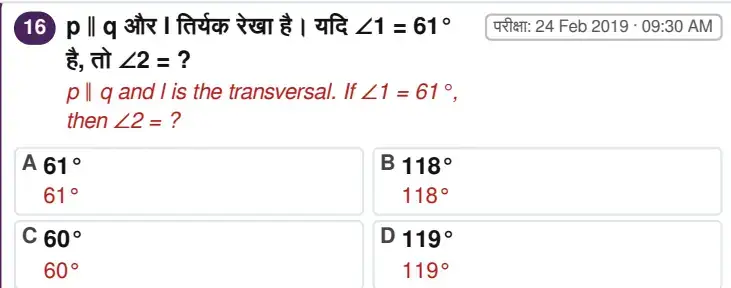 16 p ∥ q और l तिर्यक रेखा है। यदि ∠1 = 61°
परीक्षा: 24 Feb 2019 · 09:30 AM
है, तो ∠2 = ?
p ∥ q and l is the transversal. If ∠1 = 61°,
then ∠2 = ?
A 61°
61°
B 118°
118°
C 60°
60°
D 119°
119°